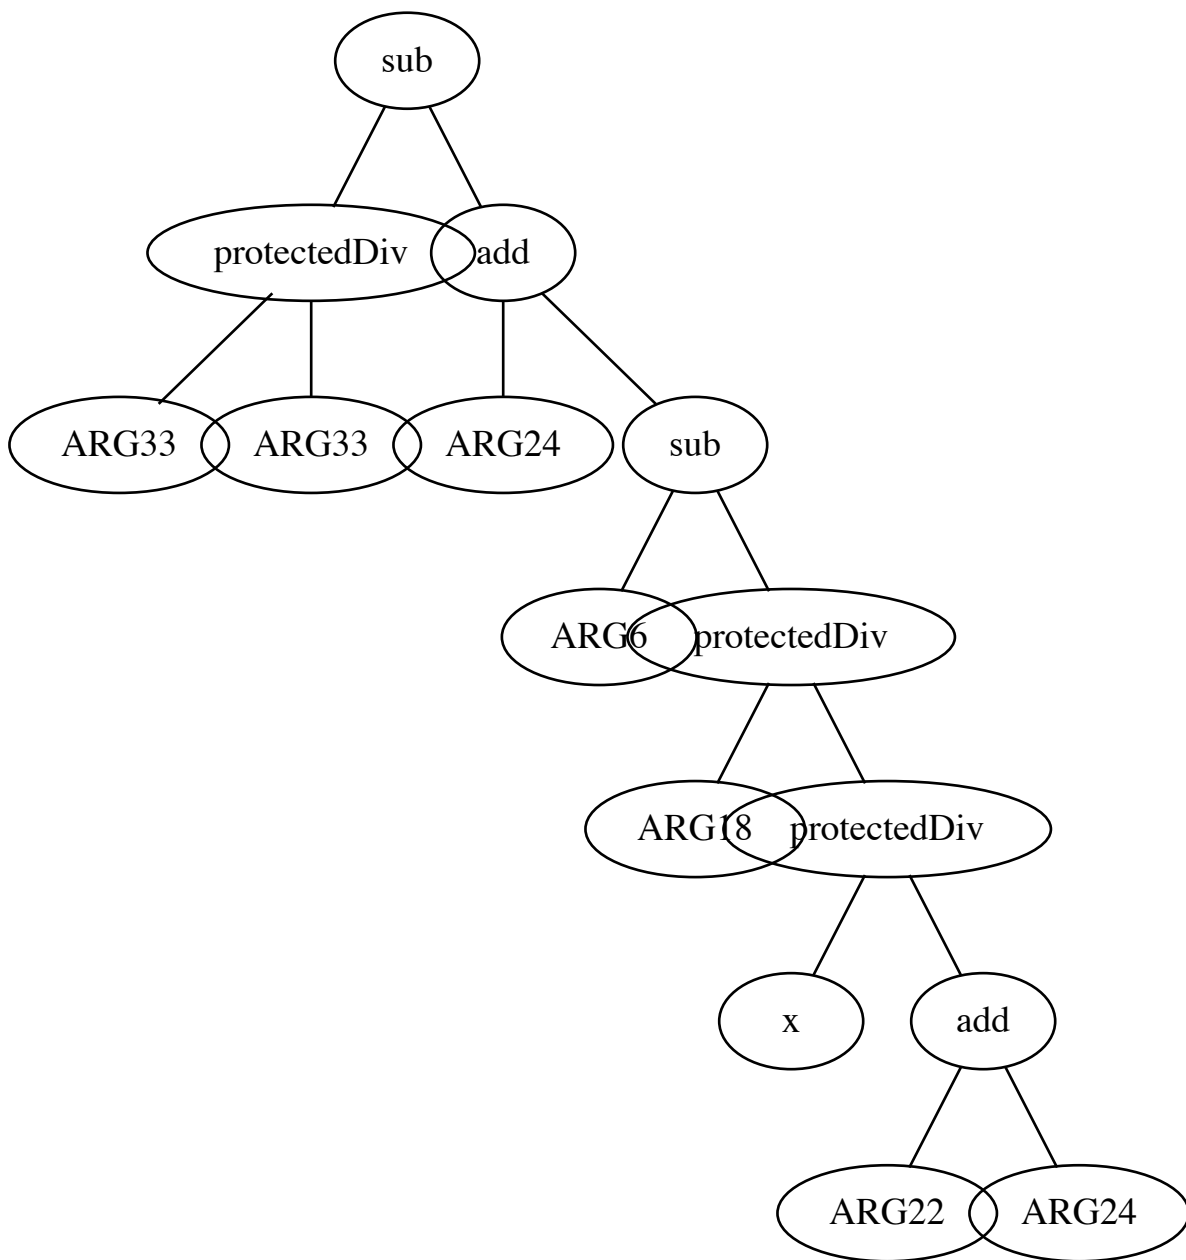 sub
protectedDiv add
ARG33 ARG33 ARG24 sub
ARG6 protectedDiv
ARG18 protectedDiv
x add
ARG22 ARG24